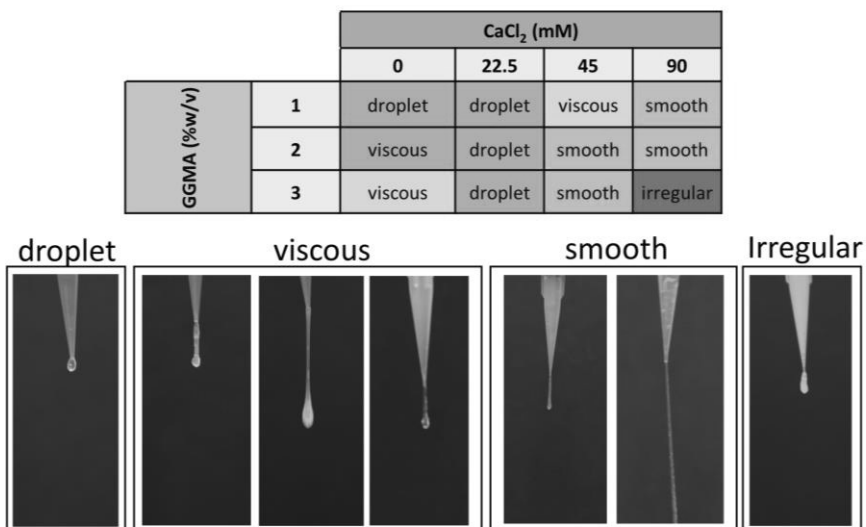 CaCl₂ (mM)
0 22.5 45 90
GGMA (%w/v)
1 droplet droplet viscous smooth
2 viscous droplet smooth smooth
3 viscous droplet smooth irregular
droplet viscous smooth Irregular